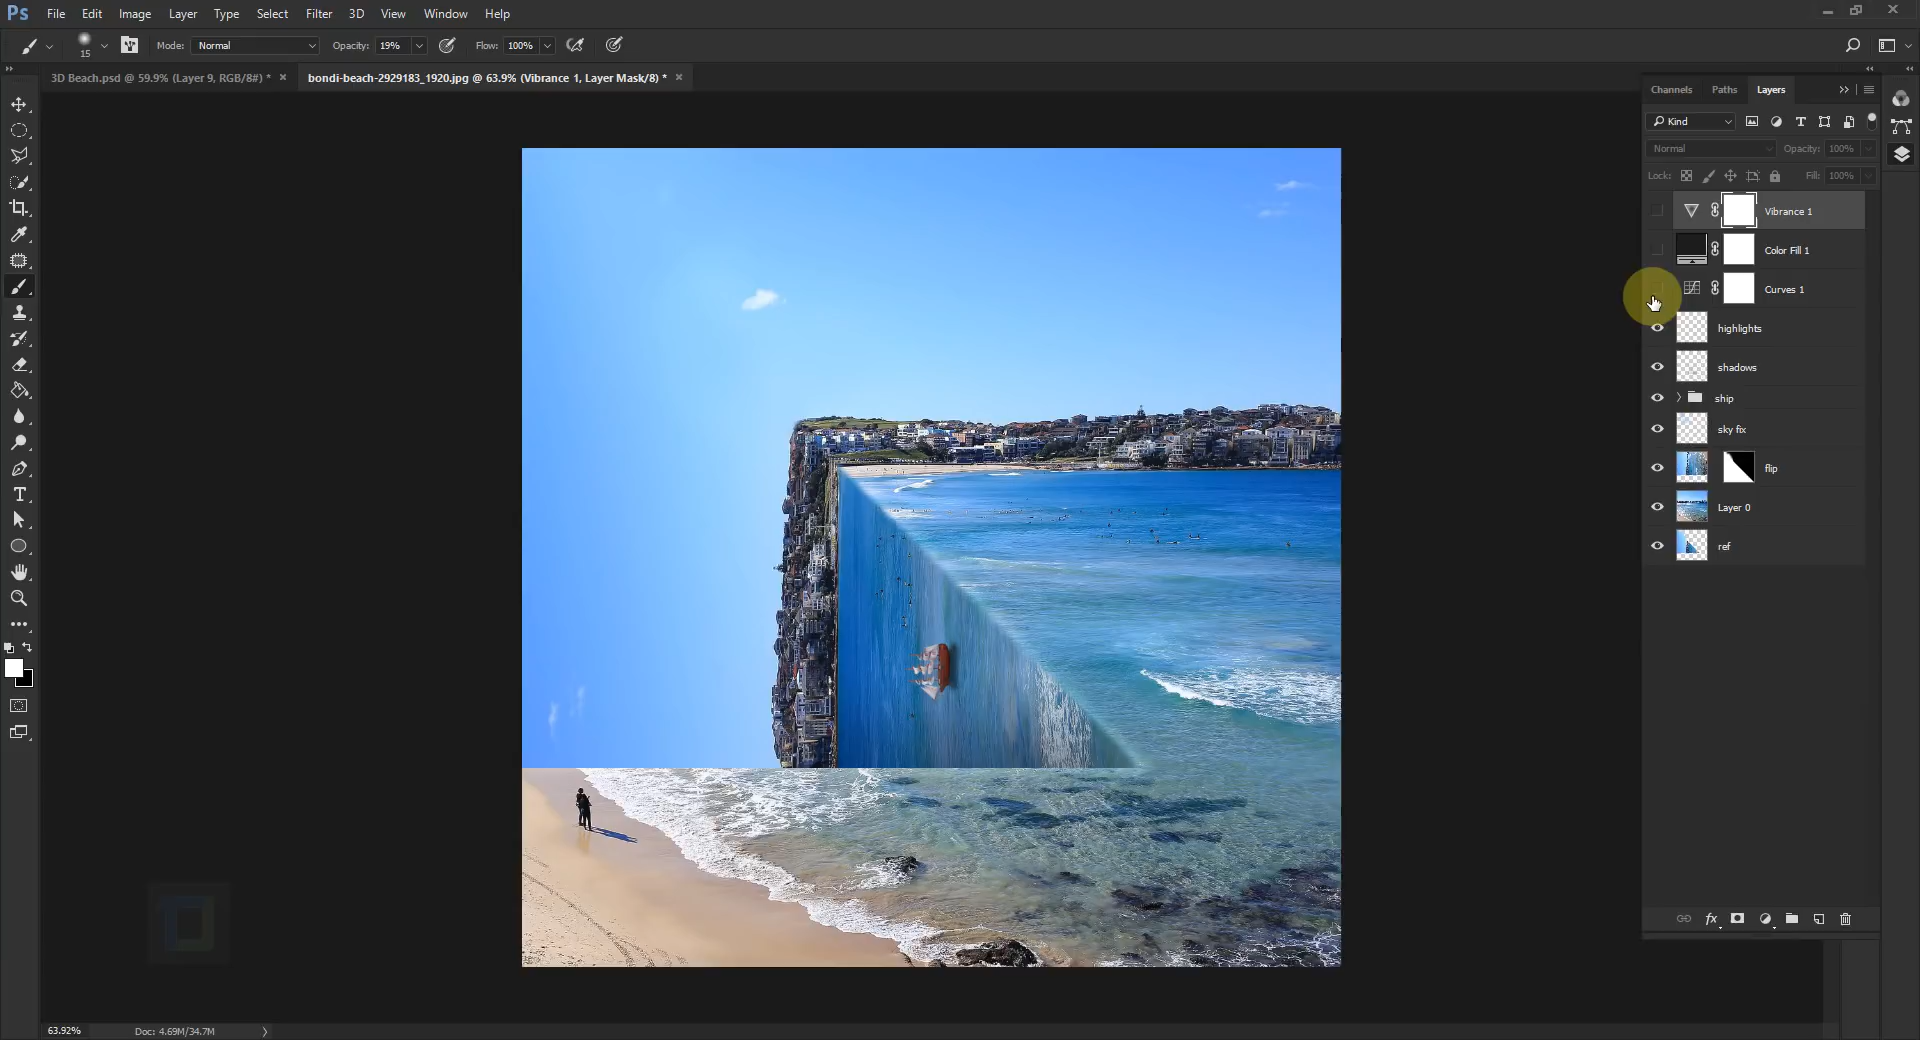 Ps File Edit Image Layer Type Select Filter 3D View Window Help
15 Mode: Normal Opacity: 19% Flow: 100%
3D Beach.psd @ 59.9% (Layer 9, RGB/8#) * × bondi-beach-2929183_1920.jpg @ 63.9% (Vibrance 1, Layer Mask/8) * ×
Channels Paths Layers
Kind
Normal Opacity: 100%
Lock: Fill: 100%
Vibrance 1
Color Fill 1
Curves 1
highlights
shadows
ship
sky fix
flip
Layer 0
ref
fx
63.92% Doc: 4.69M/34.7M